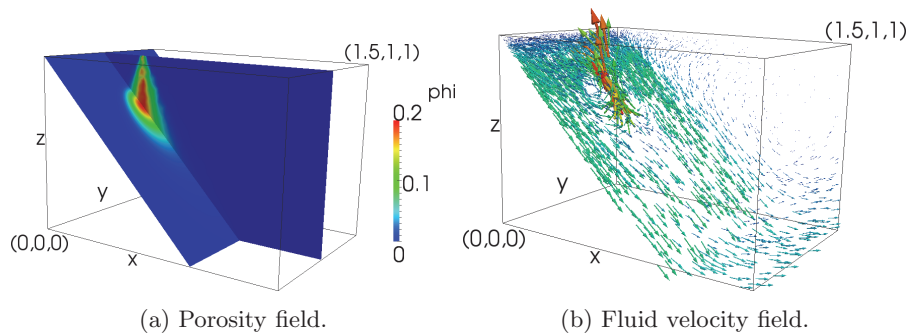 (1.5,1,1)
phi
0.2
0.1
0
z
y
x
(0,0,0)
(a) Porosity field.
(1.5,1,1)
z
y
x
(0,0,0)
(b) Fluid velocity field.